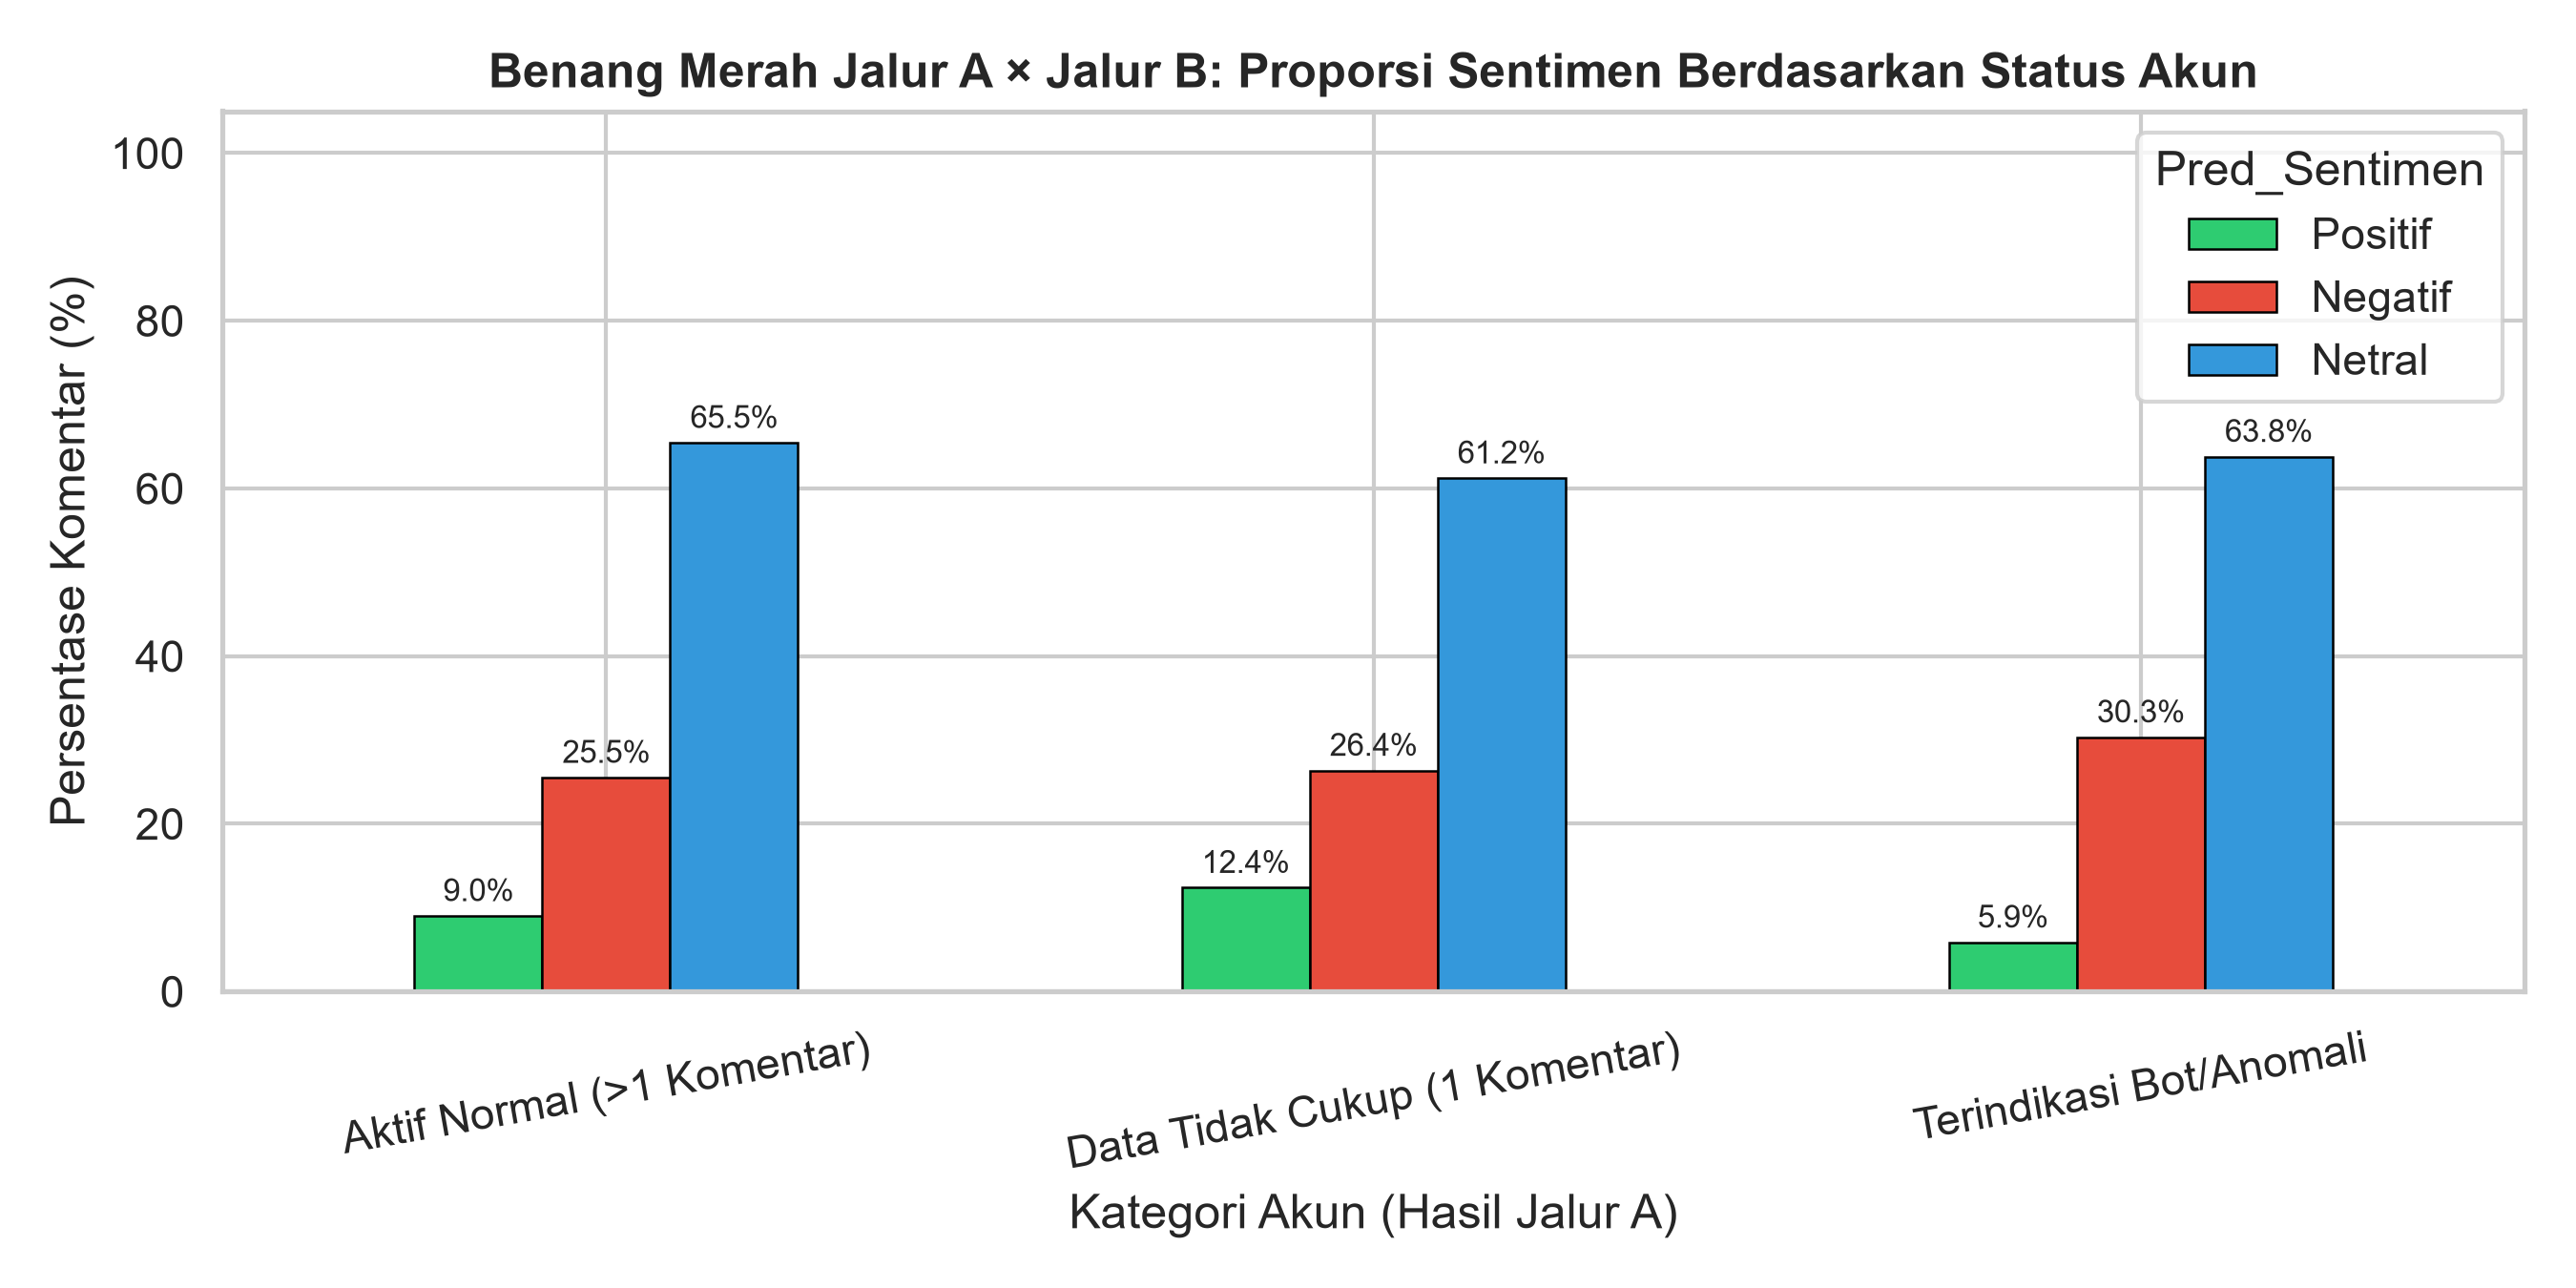 Benang Merah Jalur A × Jalur B: Proporsi Sentimen Berdasarkan Status Akun
Persentase Komentar (%)
100
80
60
40
20
0
Pred_Sentimen
Positif
Negatif
Netral
9.0%
25.5%
65.5%
12.4%
26.4%
61.2%
5.9%
30.3%
63.8%
Aktif Normal (>1 Komentar)
Data Tidak Cukup (1 Komentar)
Terindikasi Bot/Anomali
Kategori Akun (Hasil Jalur A)